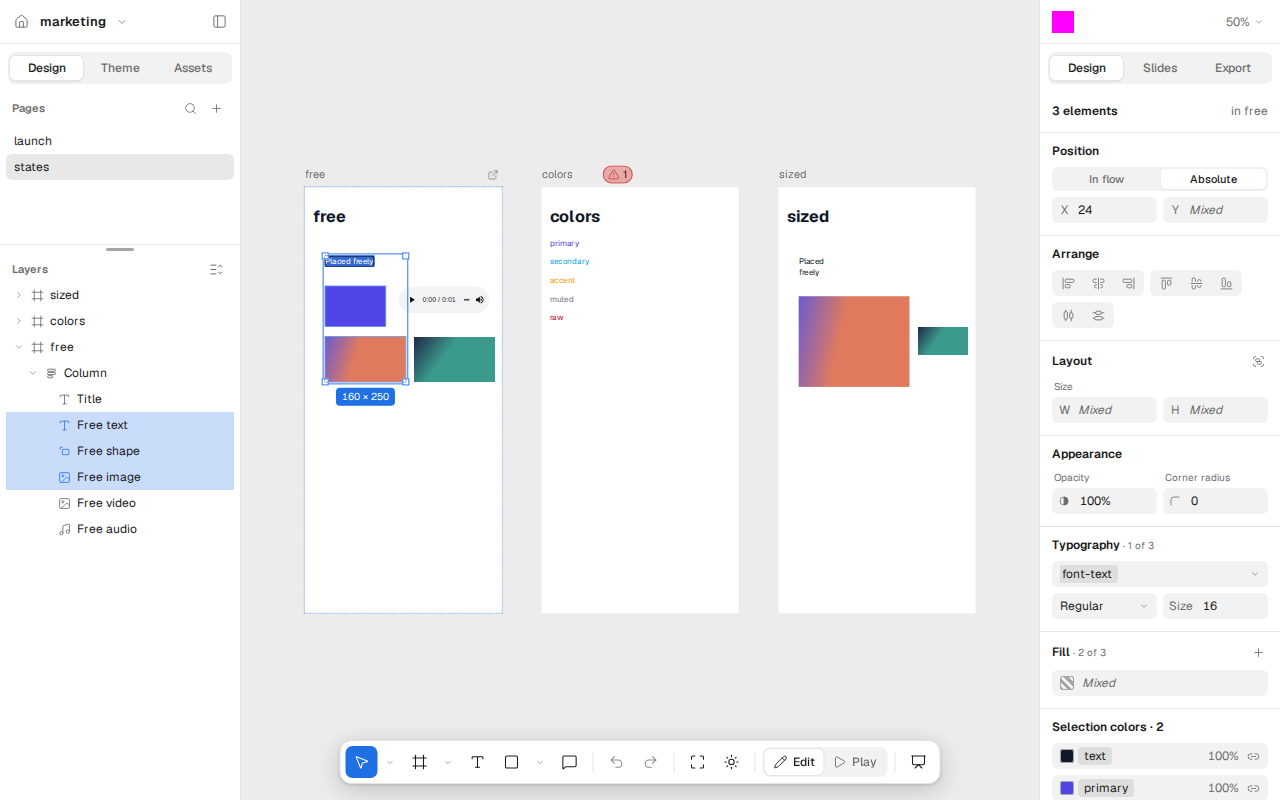 marketing
50%
Design Theme Assets
Design Slides Export
Pages
launch
states
Layers
sized
colors
free
Column
Title
Free text
Free shape
Free image
Free video
Free audio
free
free
Placed freely
0:00 / 0:01
160 × 250
colors
1
colors
primary
secondary
accent
muted
raw
sized
sized
Placed
freely
Edit
Play
3 elements in free
Position
In flow Absolute
X 24 Y Mixed
Arrange
Layout
Size
W Mixed H Mixed
Appearance
Opacity Corner radius
100% 0
Typography · 1 of 3
font-text
Regular Size 16
Fill · 2 of 3
Mixed
Selection colors · 2
text 100%
primary 100%